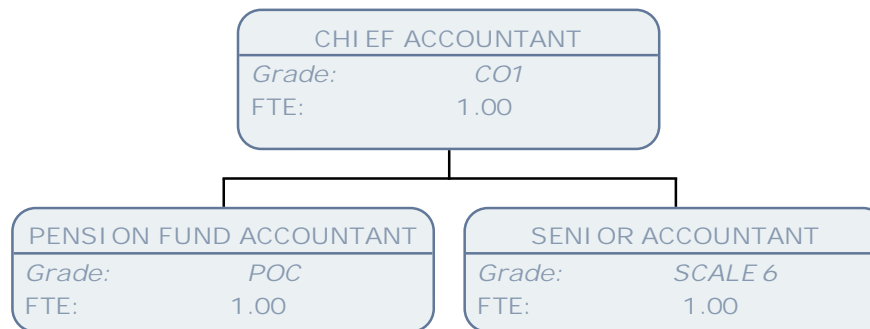 CHIEF ACCOUNTANT
Grade: CO1
FTE: 1.00
PENSION FUND ACCOUNTANT
Grade: POC
FTE: 1.00
SENIOR ACCOUNTANT
Grade: SCALE 6
FTE: 1.00